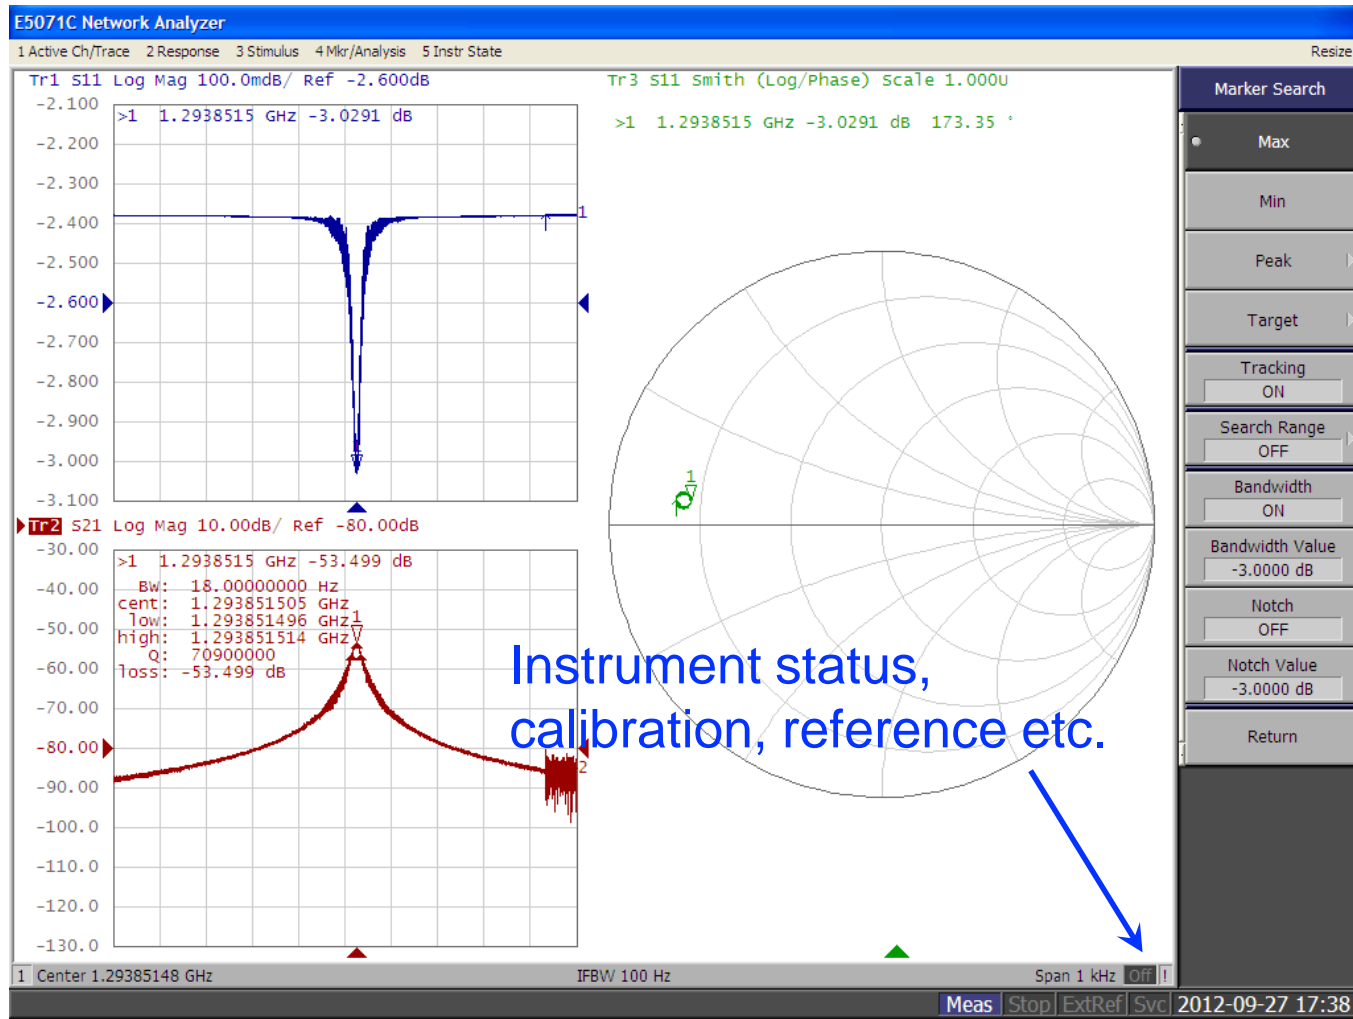 E5071C Network Analyzer
1 Active Ch/Trace 2 Response 3 Stimulus 4 Mkr/Analysis 5 Instr State Resize
Tr1 S11 Log Mag 100.0mdB/ Ref -2.600dB
>1 1.2938515 GHz -3.0291 dB
-2.100
-2.200
-2.300
-2.400
-2.500
-2.600
-2.700
-2.800
-2.900
-3.000
-3.100
1
1
Tr2 S21 Log Mag 10.00dB/ Ref -80.00dB
>1 1.2938515 GHz -53.499 dB
BW: 18.00000000 Hz
cent: 1.293851505 GHz
low: 1.293851496 GHz
high: 1.293851514 GHz
Q: 70900000
loss: -53.499 dB
-30.00
-40.00
-50.00
-60.00
-70.00
-80.00
-90.00
-100.0
-110.0
-120.0
-130.0
1
2
Tr3 S11 Smith (Log/Phase) Scale 1.000U
>1 1.2938515 GHz -3.0291 dB 173.35 °
1
Instrument status,
calibration, reference etc.
Marker Search
Max
Min
Peak
Target
Tracking
ON
Search Range
OFF
Bandwidth
ON
Bandwidth Value
-3.0000 dB
Notch
OFF
Notch Value
-3.0000 dB
Return
1 Center 1.29385148 GHz IFBW 100 Hz Span 1 kHz Off !
Meas Stop ExtRef Svc 2012-09-27 17:38